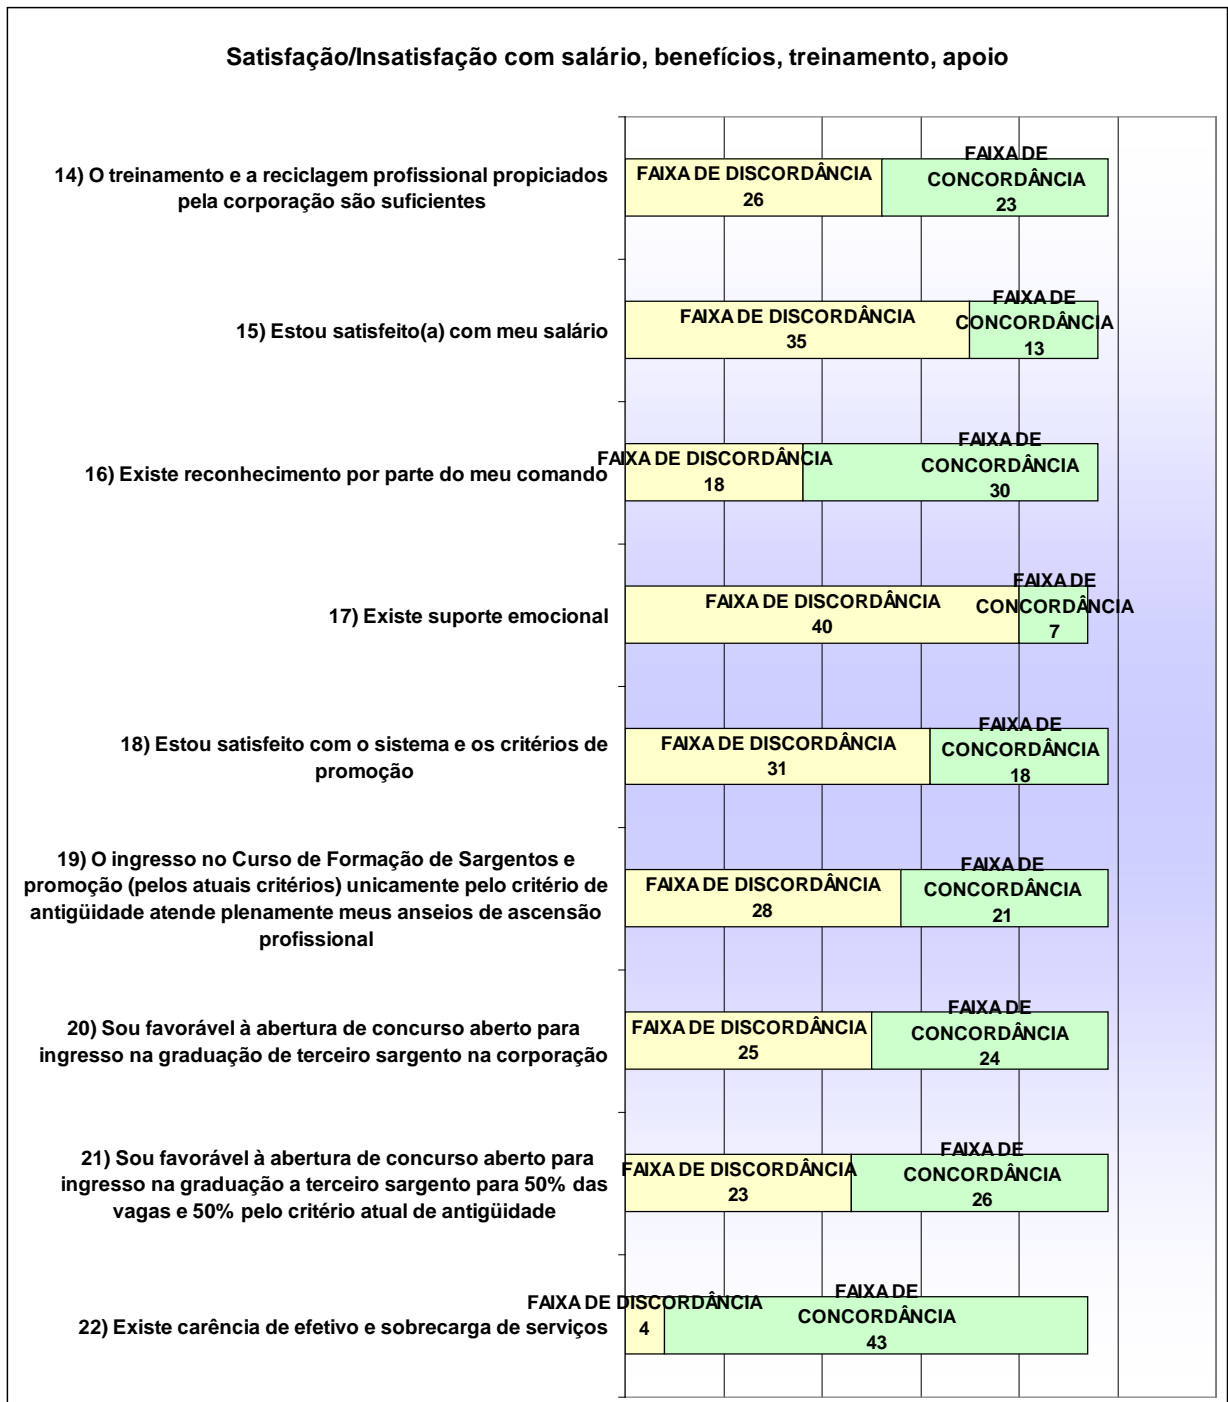 Satisfação/Insatisfação com salário, benefícios, treinamento, apoio
14) O treinamento e a reciclagem profissional propiciados
pela corporação são suficientes
FAIXA DE DISCORDÂNCIA
26
FAIXA DE
CONCORDÂNCIA
23
15) Estou satisfeito(a) com meu salário
FAIXA DE DISCORDÂNCIA
35
FAIXA DE
CONCORDÂNCIA
13
16) Existe reconhecimento por parte do meu comando
FAIXA DE DISCORDÂNCIA
18
FAIXA DE
CONCORDÂNCIA
30
17) Existe suporte emocional
FAIXA DE DISCORDÂNCIA
40
FAIXA DE
CONCORDÂNCIA
7
18) Estou satisfeito com o sistema e os critérios de
promoção
FAIXA DE DISCORDÂNCIA
31
FAIXA DE
CONCORDÂNCIA
18
19) O ingresso no Curso de Formação de Sargentos e
promoção (pelos atuais critérios) unicamente pelo critério de
antigüidade atende plenamente meus anseios de ascensão
profissional
FAIXA DE DISCORDÂNCIA
28
FAIXA DE
CONCORDÂNCIA
21
20) Sou favorável à abertura de concurso aberto para
ingresso na graduação de terceiro sargento na corporação
FAIXA DE DISCORDÂNCIA
25
FAIXA DE
CONCORDÂNCIA
24
21) Sou favorável à abertura de concurso aberto para
ingresso na graduação a terceiro sargento para 50% das
vagas e 50% pelo critério atual de antigüidade
FAIXA DE DISCORDÂNCIA
23
FAIXA DE
CONCORDÂNCIA
26
22) Existe carência de efetivo e sobrecarga de serviços
FAIXA DE DISCORDÂNCIA
4
FAIXA DE
CONCORDÂNCIA
43